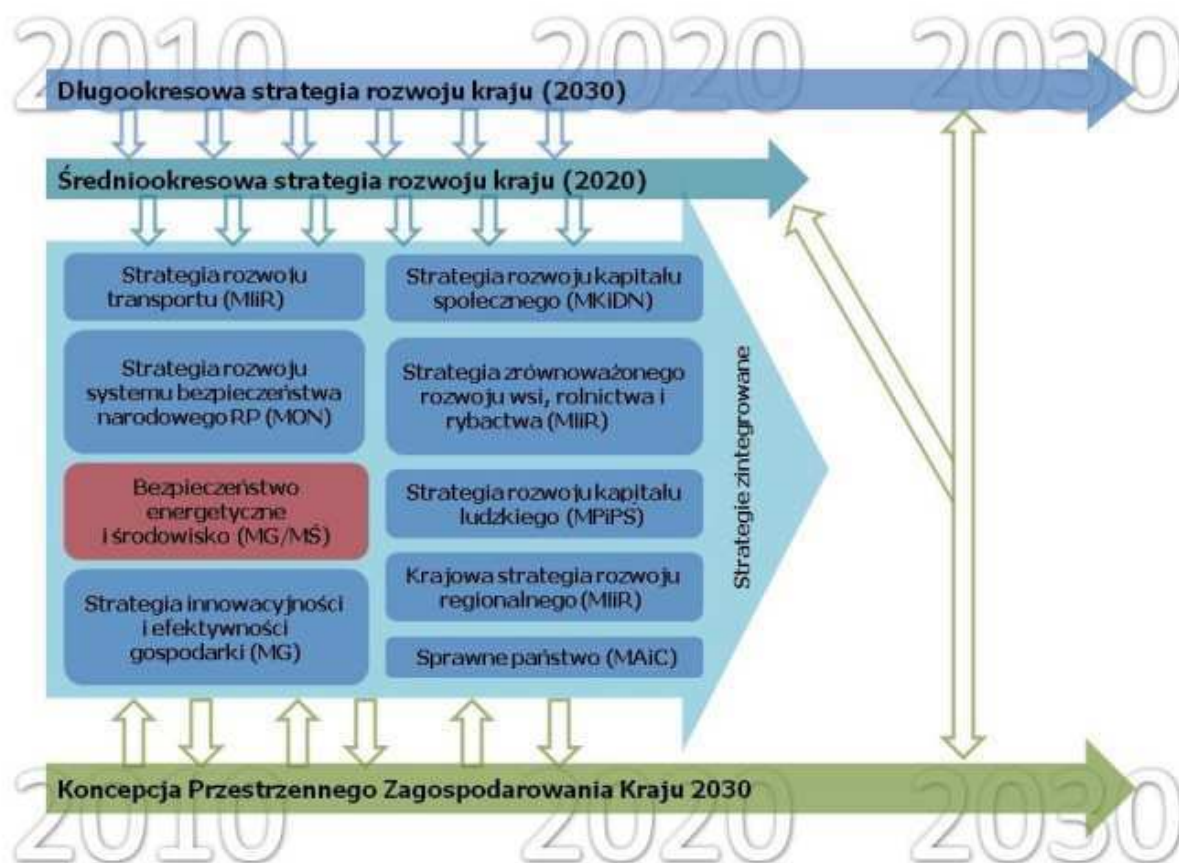 2010 2020 2030
Długookresowa strategia rozwoju kraju (2030)
Średniookresowa strategia rozwoju kraju (2020)
Strategia rozwoju
transportu (MIiR)
Strategia rozwoju
systemu bezpieczeństwa
narodowego RP (MON)
Bezpieczeństwo
energetyczne
i środowisko (MG/MŚ)
Strategia innowacyjności
i efektywności
gospodarki (MG)
Strategia rozwoju kapitału
społecznego (MKiDN)
Strategia zrównoważonego
rozwoju wsi, rolnictwa i
rybactwa (MIiR)
Strategia rozwoju kapitału
ludzkiego (MPiPS)
Krajowa strategia rozwoju
regionalnego (MIiR)
Sprawne państwo (MAiC)
Strategie zintegrowane
Koncepcja Przestrzennego Zagospodarowania Kraju 2030
2010 2020 2030